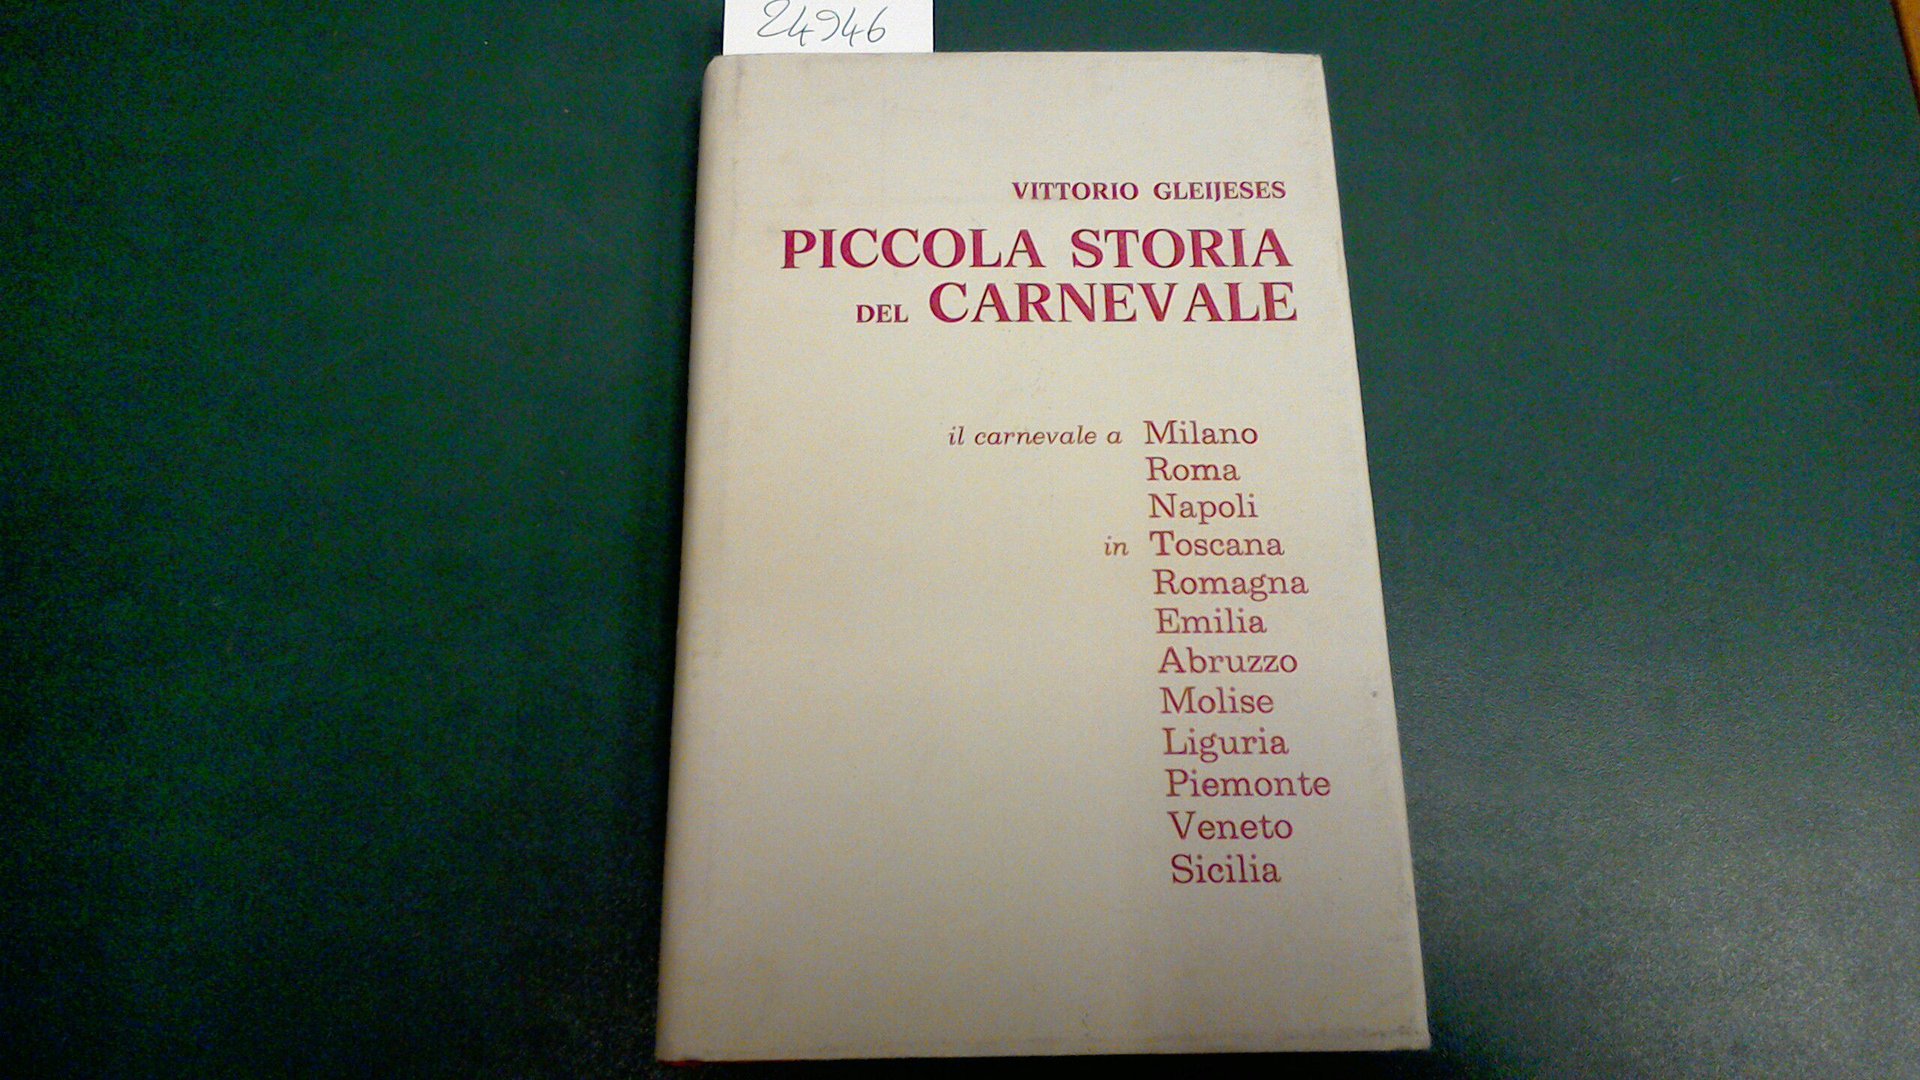 24946
VITTORIO GLEIJESES
PICCOLA STORIA
DEL CARNEVALE
il carnevale a Milano
Roma
Napoli
in Toscana
Romagna
Emilia
Abruzzo
Molise
Liguria
Piemonte
Veneto
Sicilia